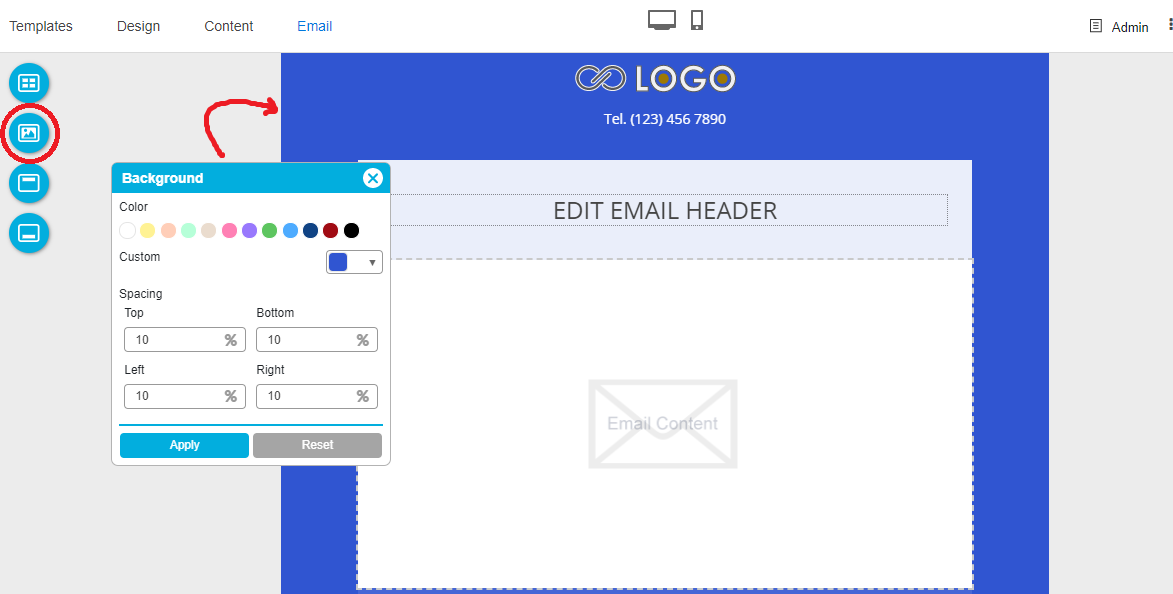 Templates Design Content Email Admin
LOGO
Tel. (123) 456 7890
Background
Color
Custom
Spacing
Top Bottom
10 % 10 %
Left Right
10 % 10 %
Apply Reset
EDIT EMAIL HEADER
Email Content